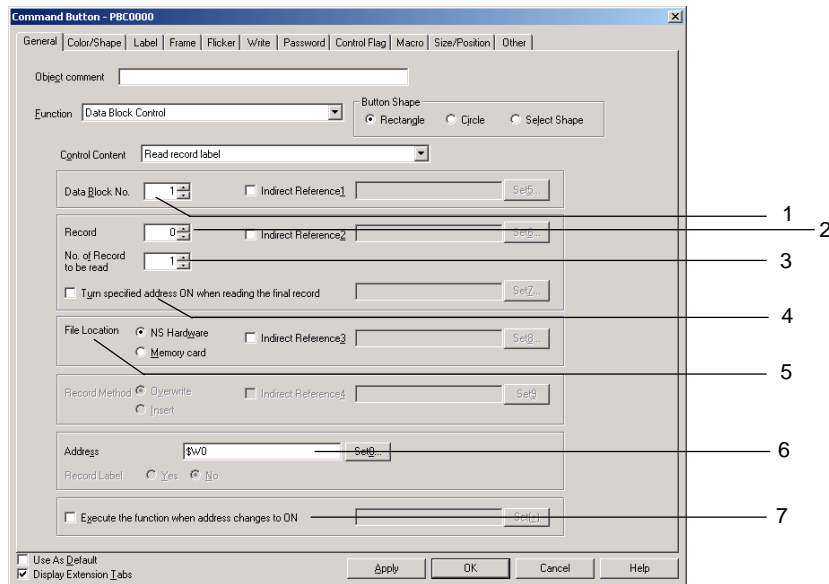 Command Button - PBC0000
General Color/Shape Label Frame Flicker Write Password Control Flag Macro Size/Position Other
Object comment
Function Data Block Control
Button Shape
Rectangle Circle Select Shape
Control Content Read record label
Data Block No. 1 Indirect Reference1 Set5...
1
Record 0 Indirect Reference2 Set6...
2
No. of Record
to be read 1
3
Turn specified address ON when reading the final record Set7...
4
File Location NS Hardware Indirect Reference3 Set8...
Memory card
5
Record Method Overwrite Indirect Reference4 Set9
Insert
Address $W0 Set0...
6
Record Label Yes No
Execute the function when address changes to ON Set(+)
7
Use As Default
Display Extension Tabs
Apply OK Cancel Help